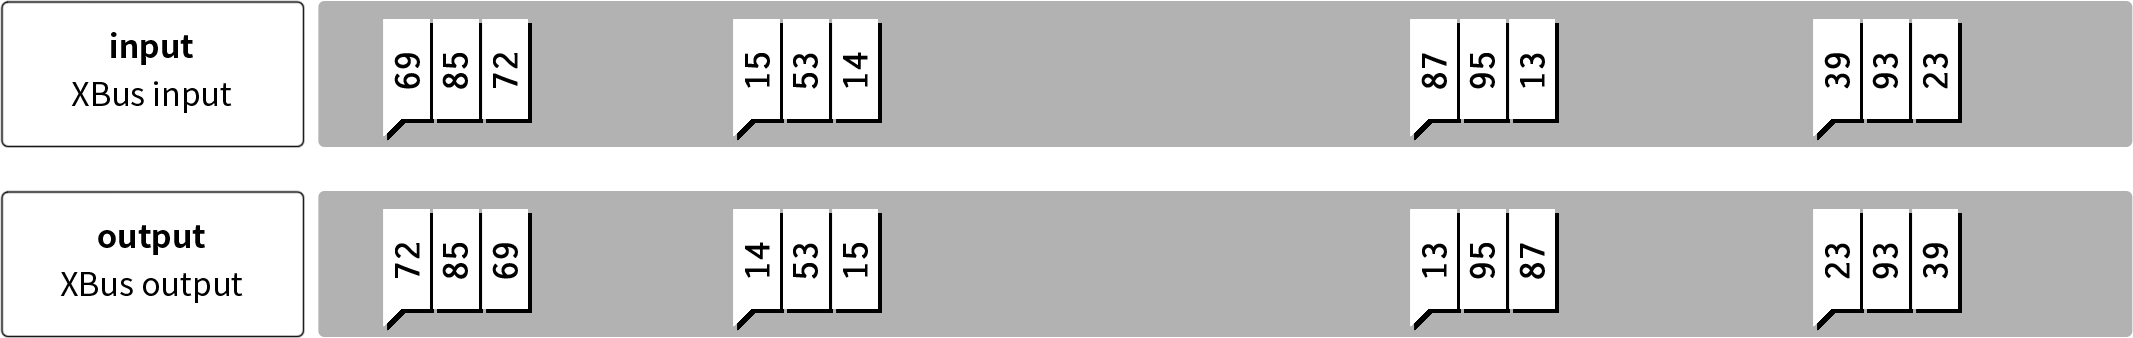 input
XBus input
69 85 72
15 53 14
87 95 13
39 93 23
output
XBus output
72 85 69
14 53 15
13 95 87
23 93 39